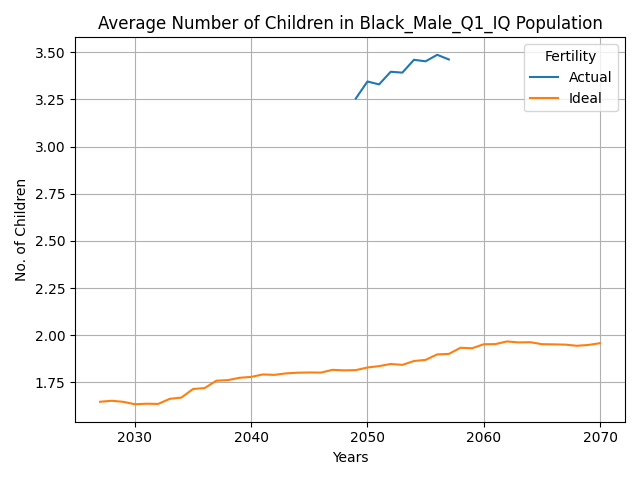 Average Number of Children in Black_Male_Q1_IQ Population
No. of Children
3.50
3.25
3.00
2.75
2.50
2.25
2.00
1.75
Fertility
Actual
Ideal
2030 2040 2050 2060 2070
Years